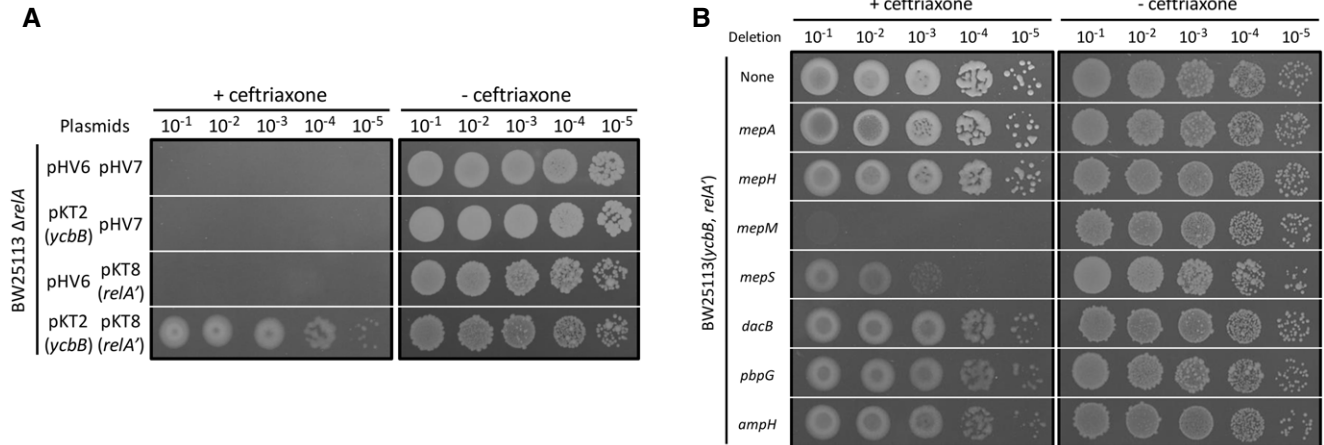 A
+ ceftriaxone
- ceftriaxone
Plasmids
10-1 10-2 10-3 10-4 10-5
10-1 10-2 10-3 10-4 10-5
BW25113 ΔrelA
pHV6 pHV7
pKT2 (ycbB) pHV7
pHV6 pKT8 (relA')
pKT2 (ycbB) pKT8 (relA')
B
+ ceftriaxone
- ceftriaxone
Deletion
10-1 10-2 10-3 10-4 10-5
10-1 10-2 10-3 10-4 10-5
BW25113(ycbB, relA')
None
mepA
mepH
mepM
mepS
dacB
pbpG
ampH